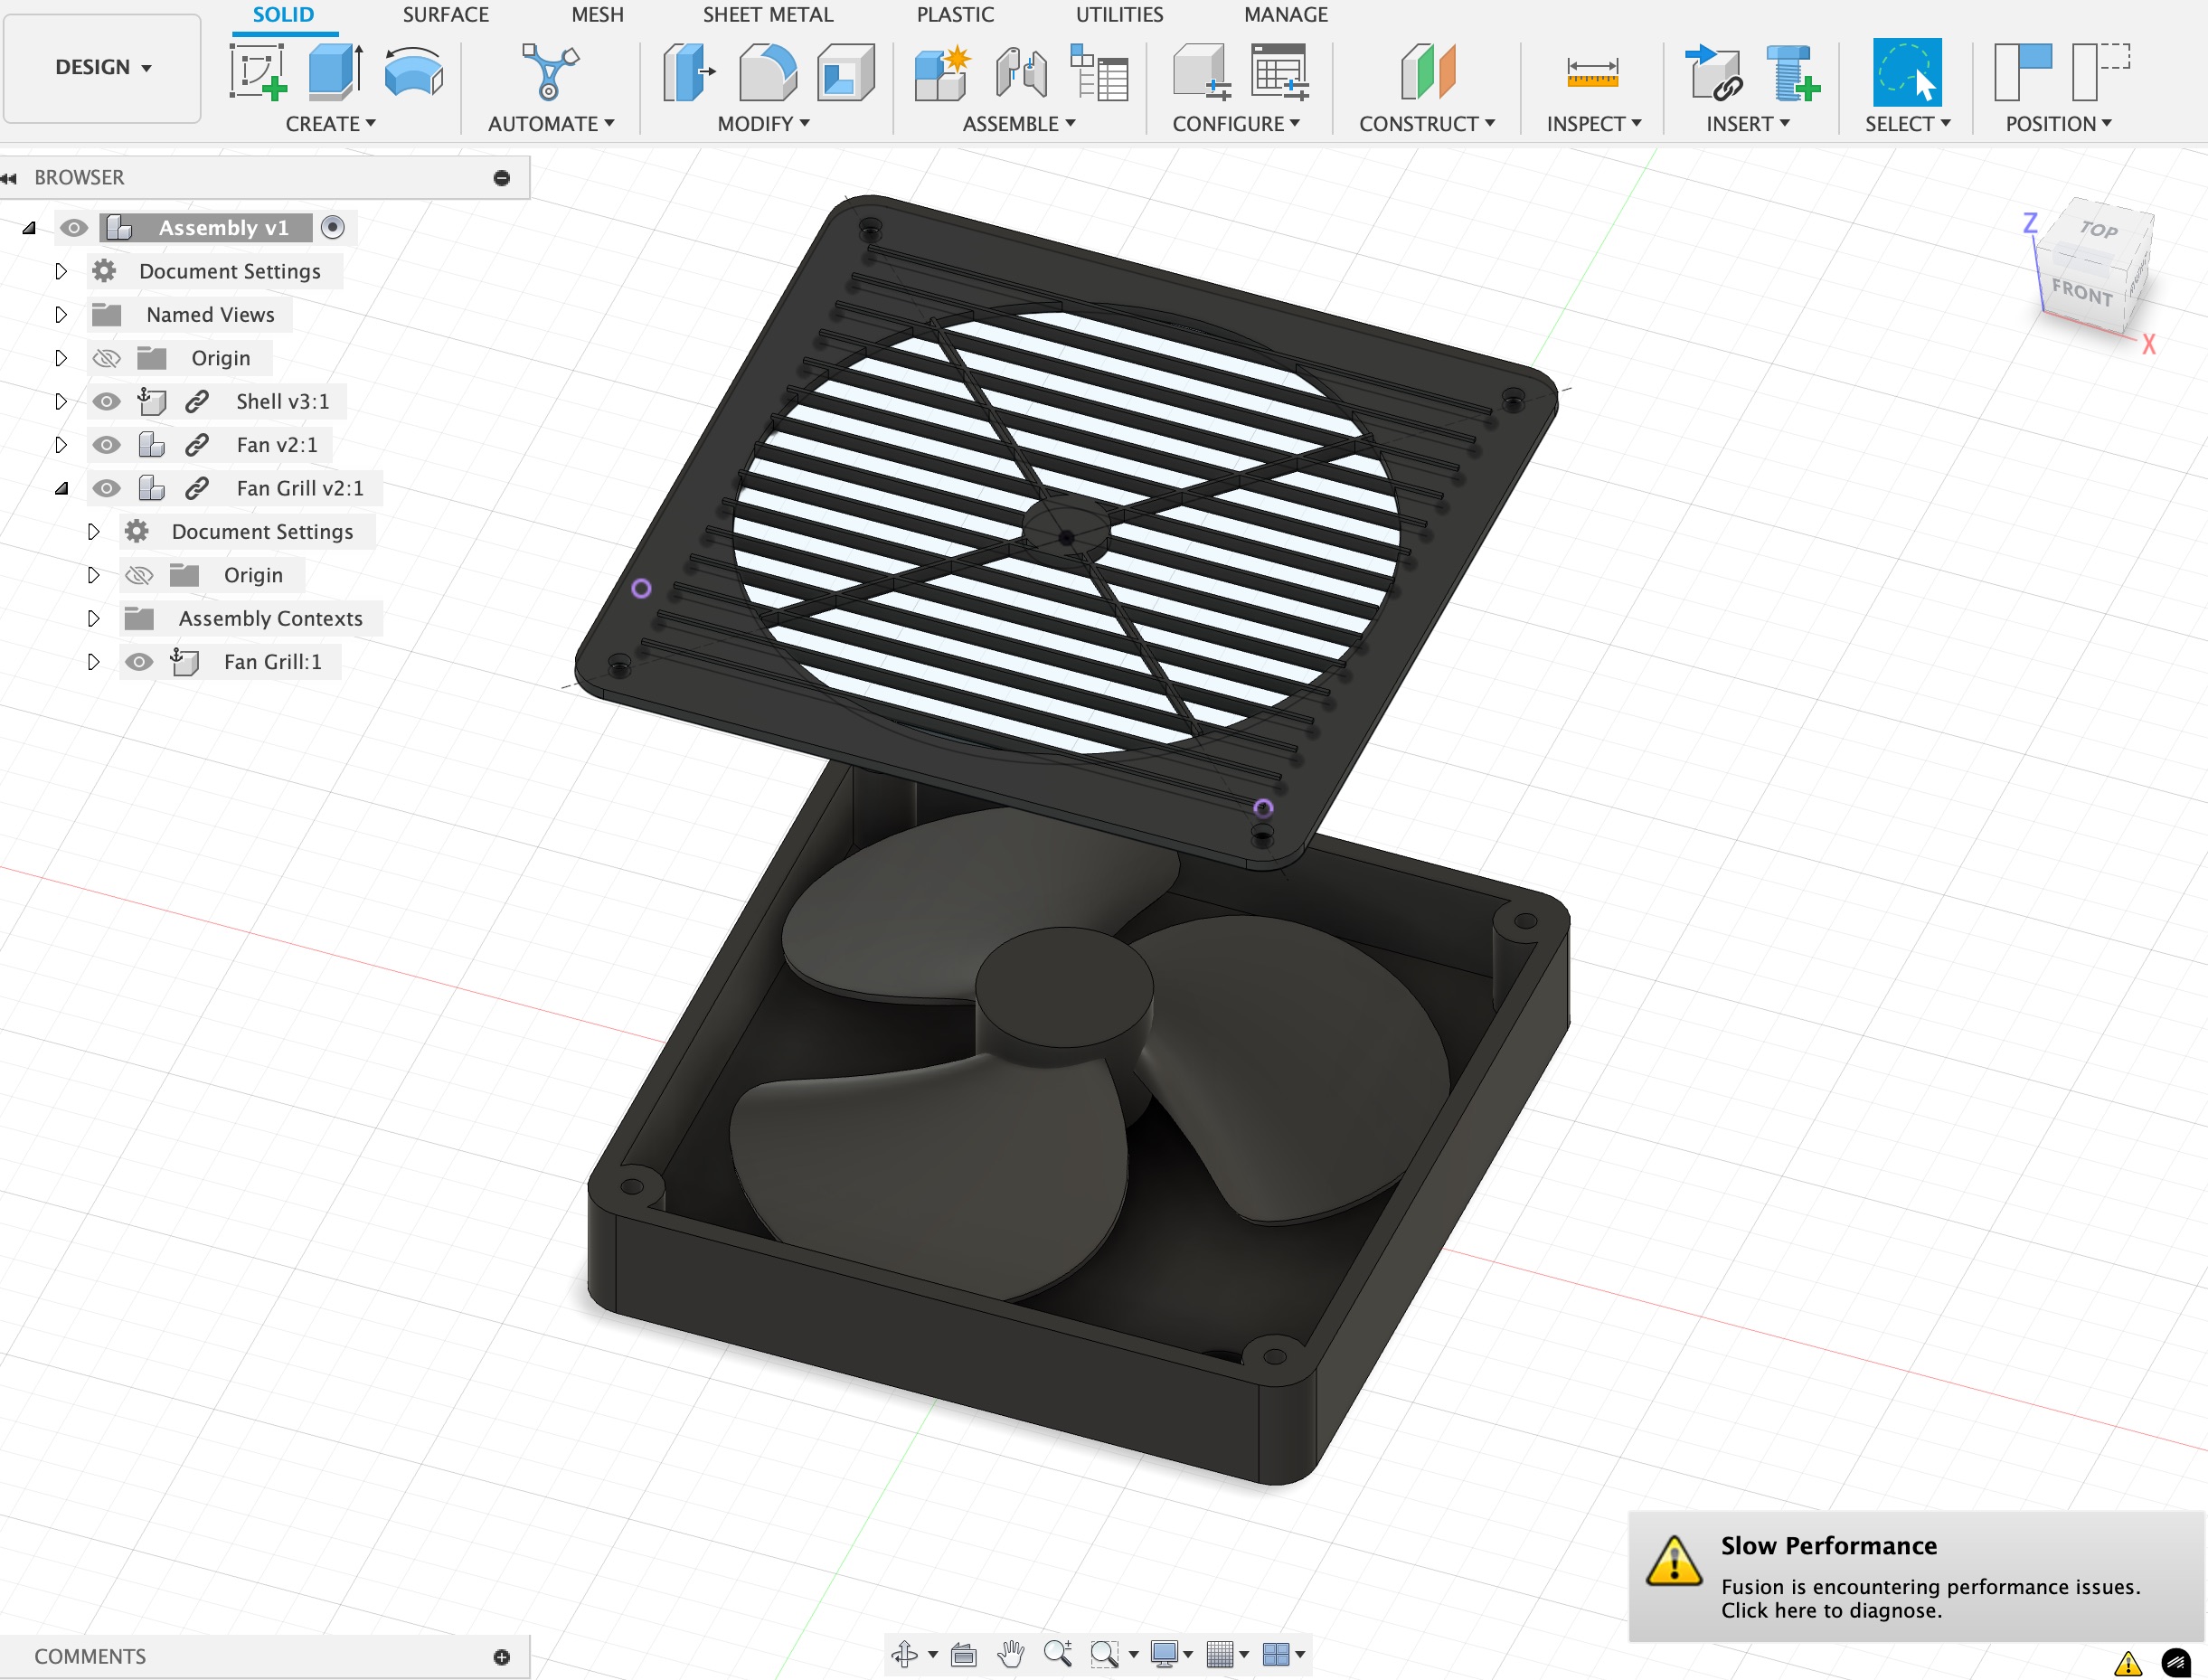 SOLID SURFACE MESH SHEET METAL PLASTIC UTILITIES MANAGE
DESIGN
CREATE AUTOMATE MODIFY ASSEMBLE CONFIGURE CONSTRUCT INSPECT INSERT SELECT POSITION
BROWSER
Assembly v1
Document Settings
Named Views
Origin
Shell v3:1
Fan v2:1
Fan Grill v2:1
Document Settings
Origin
Assembly Contexts
Fan Grill:1
Z
TOP
FRONT
X
Slow Performance
Fusion is encountering performance issues.
Click here to diagnose.
COMMENTS